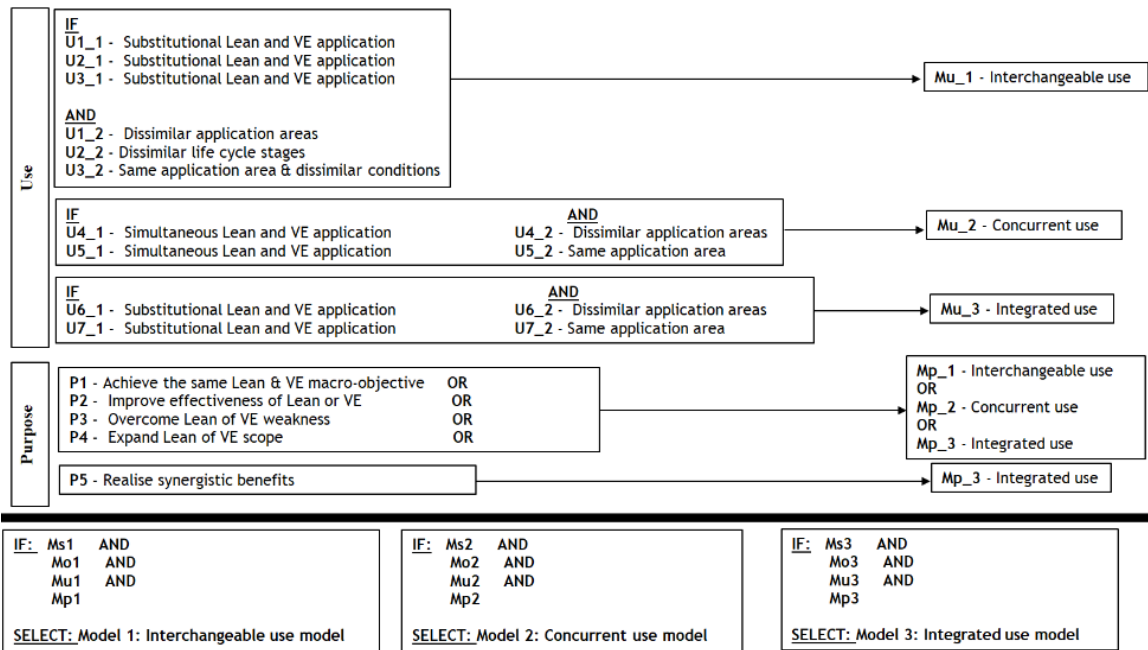 Use
IF
U1_1 - Substitutional Lean and VE application
U2_1 - Substitutional Lean and VE application
U3_1 - Substitutional Lean and VE application
AND
U1_2 - Dissimilar application areas
U2_2 - Dissimilar life cycle stages
U3_2 - Same application area & dissimilar conditions
Mu_1 - Interchangeable use
IF AND
U4_1 - Simultaneous Lean and VE application U4_2 - Dissimilar application areas
U5_1 - Simultaneous Lean and VE application U5_2 - Same application area
Mu_2 - Concurrent use
IF AND
U6_1 - Substitutional Lean and VE application U6_2 - Dissimilar application areas
U7_1 - Substitutional Lean and VE application U7_2 - Same application area
Mu_3 - Integrated use
Purpose
P1 - Achieve the same Lean & VE macro-objective OR
P2 - Improve effectiveness of Lean or VE OR
P3 - Overcome Lean of VE weakness OR
P4 - Expand Lean of VE scope OR
Mp_1 - Interchangeable use
OR
Mp_2 - Concurrent use
OR
Mp_3 - Integrated use
P5 - Realise synergistic benefits
Mp_3 - Integrated use
IF: Ms1 AND
Mo1 AND
Mu1 AND
Mp1
SELECT: Model 1: Interchangeable use model
IF: Ms2 AND
Mo2 AND
Mu2 AND
Mp2
SELECT: Model 2: Concurrent use model
IF: Ms3 AND
Mo3 AND
Mu3 AND
Mp3
SELECT: Model 3: Integrated use model